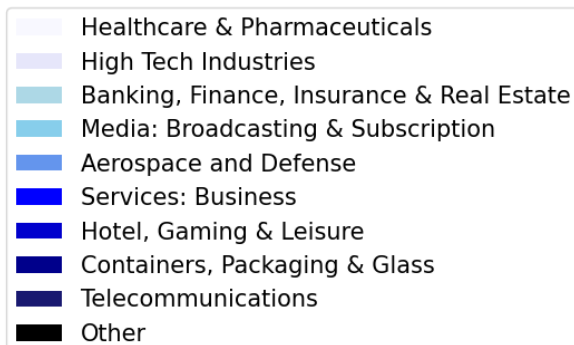 Healthcare & Pharmaceuticals
High Tech Industries
Banking, Finance, Insurance & Real Estate
Media: Broadcasting & Subscription
Aerospace and Defense
Services: Business
Hotel, Gaming & Leisure
Containers, Packaging & Glass
Telecommunications
Other